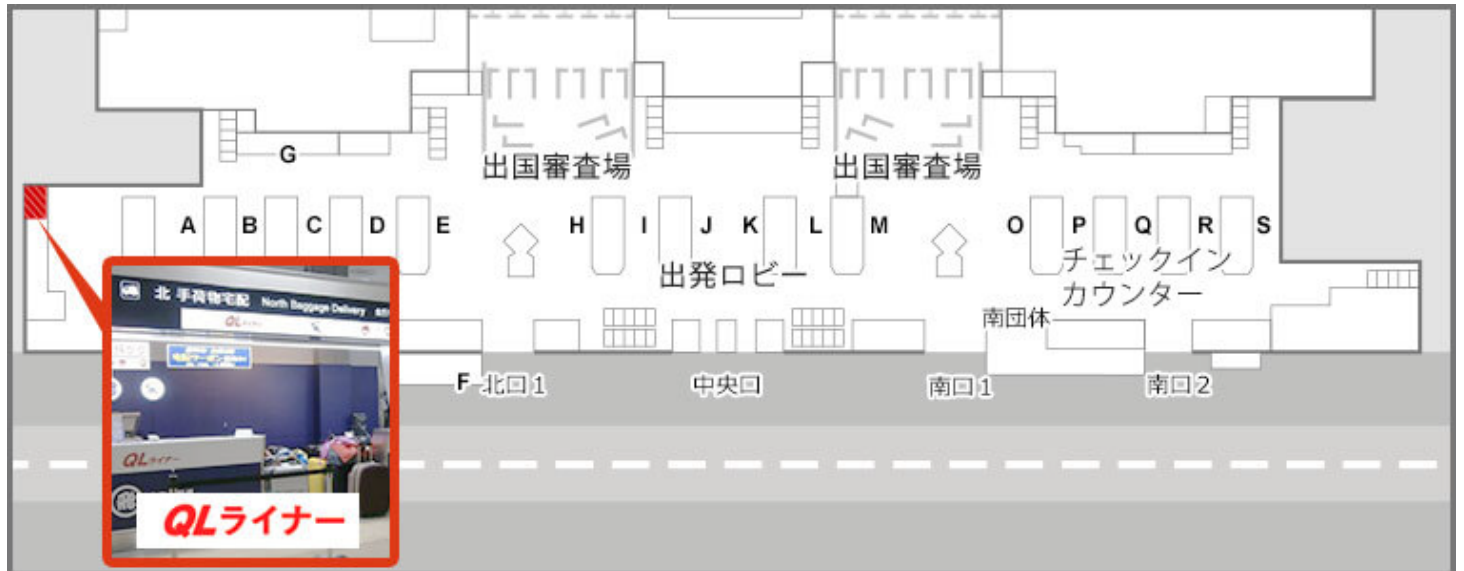 G
出国審査場
出国審査場
A
B
C
D
E
H
I
J
K
L
M
O
P
Q
R
S
出発ロビー
チェックイン
カウンター
南団体
F
北口1
中央口
南口1
南口2
北 手荷物宅配 North Baggage Delivery
QLライナー
QLライナー
QLライナー